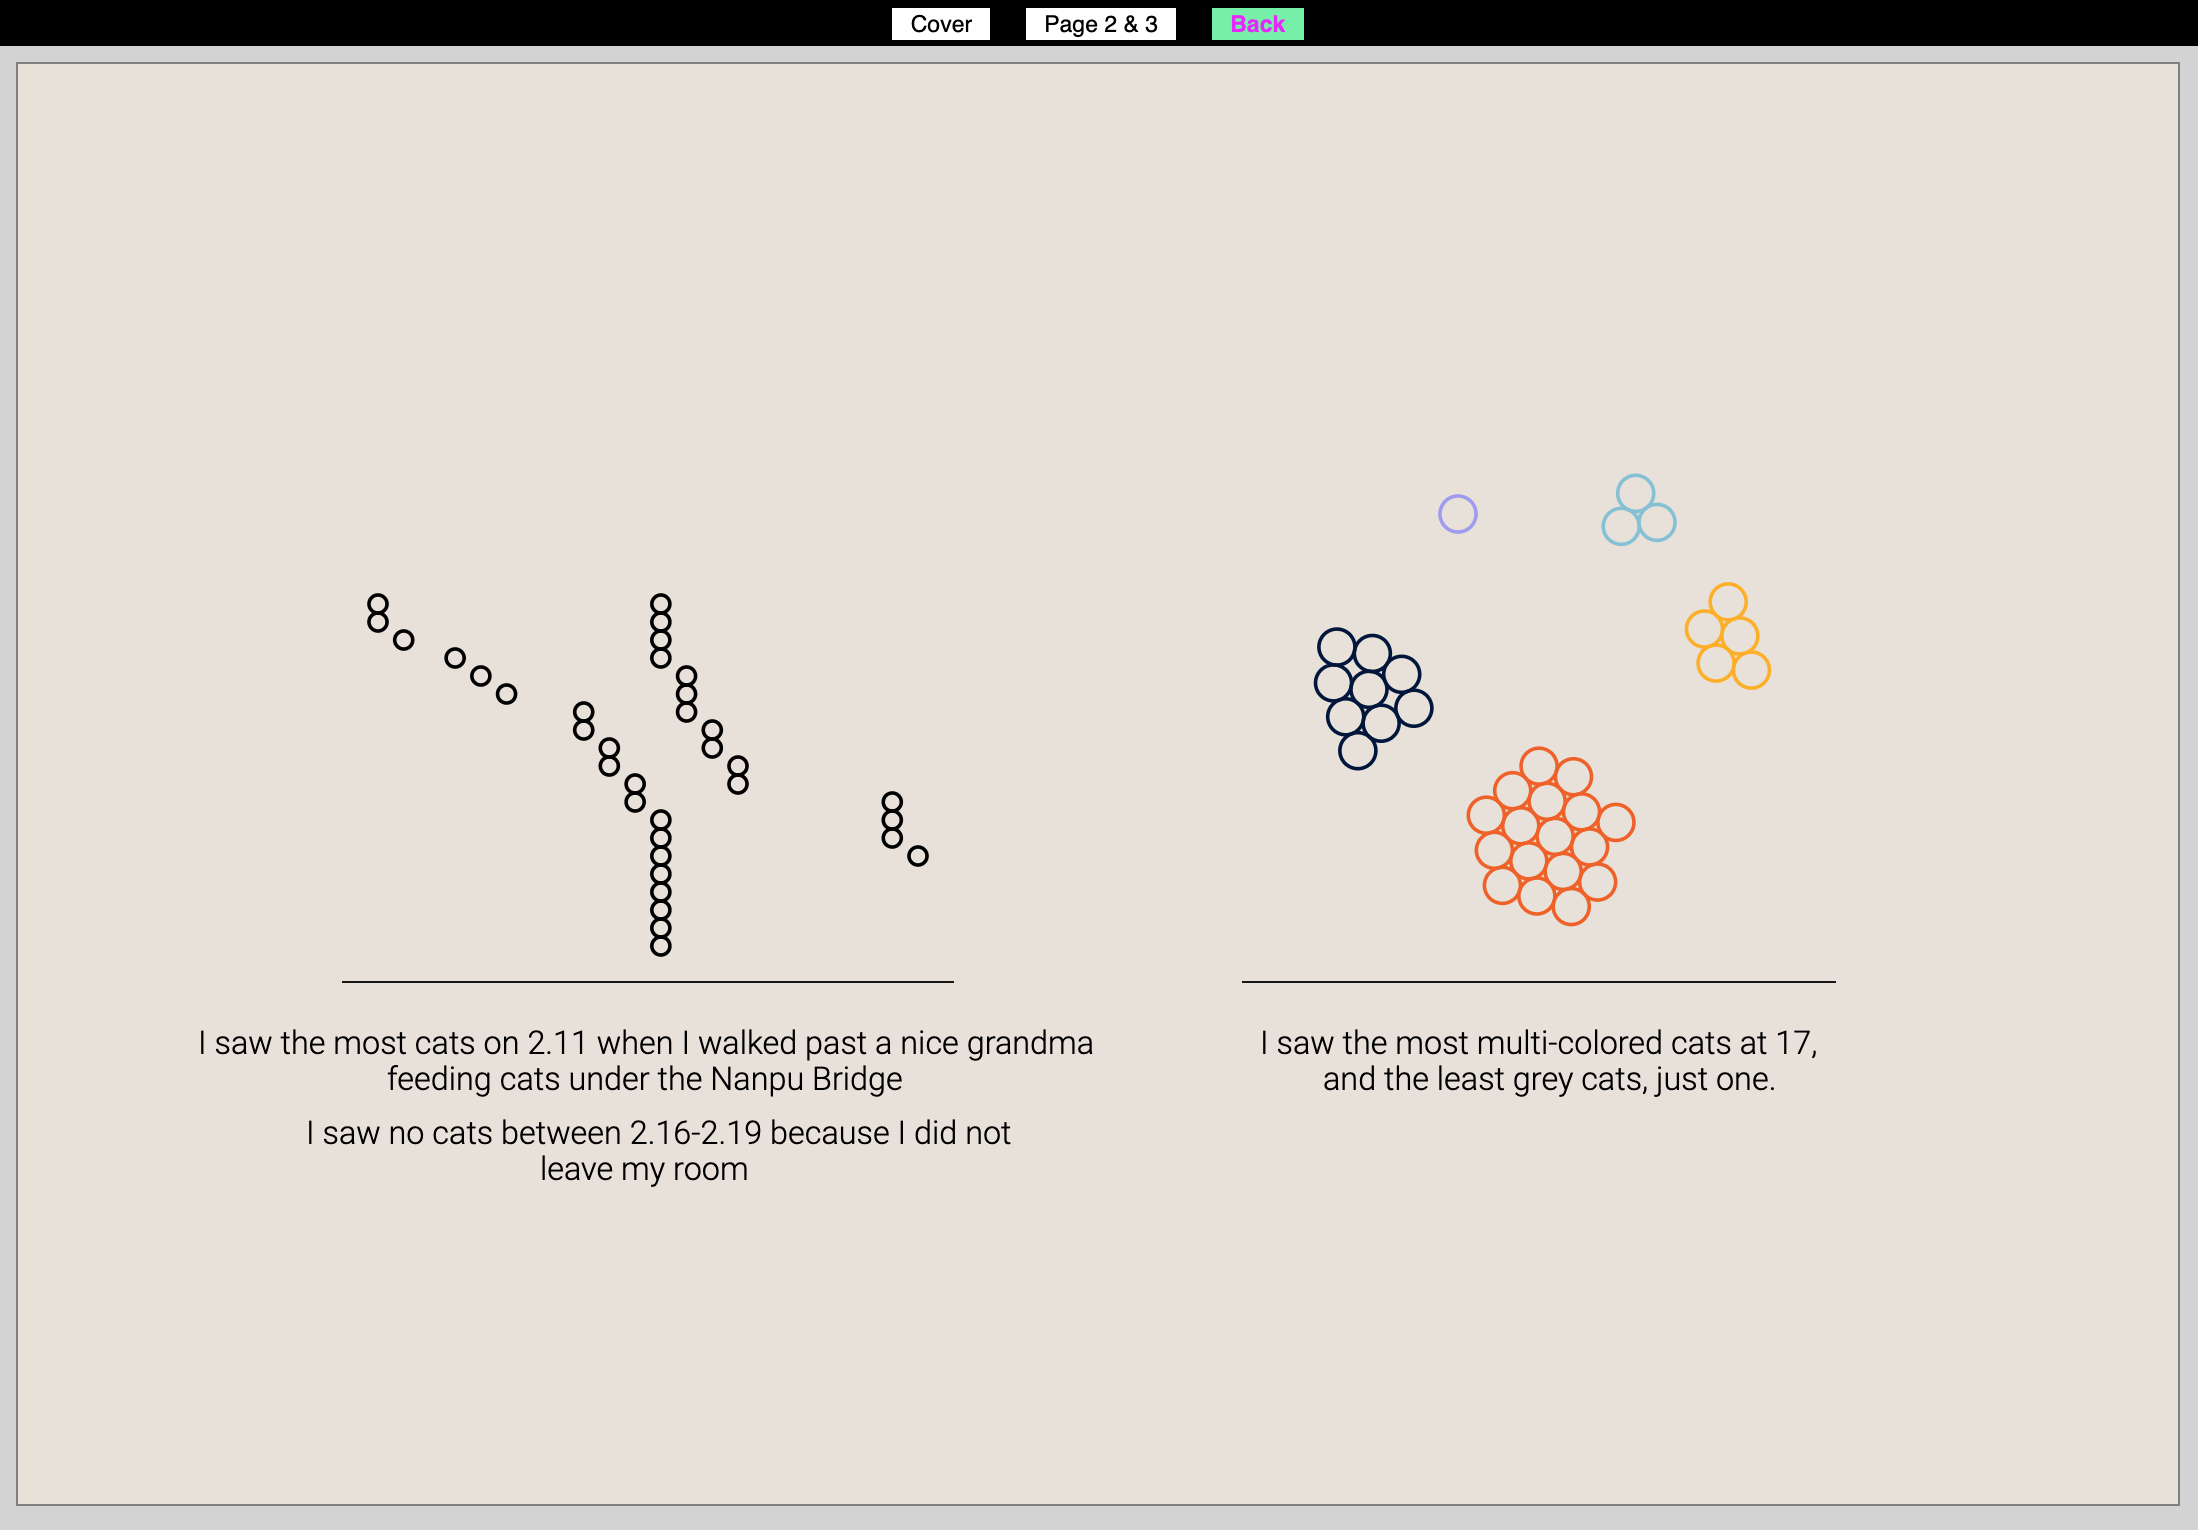 Cover
Page 2 & 3
Back
I saw the most cats on 2.11 when I walked past a nice grandma
feeding cats under the Nanpu Bridge
I saw no cats between 2.16-2.19 because I did not
leave my room
I saw the most multi-colored cats at 17,
and the least grey cats, just one.